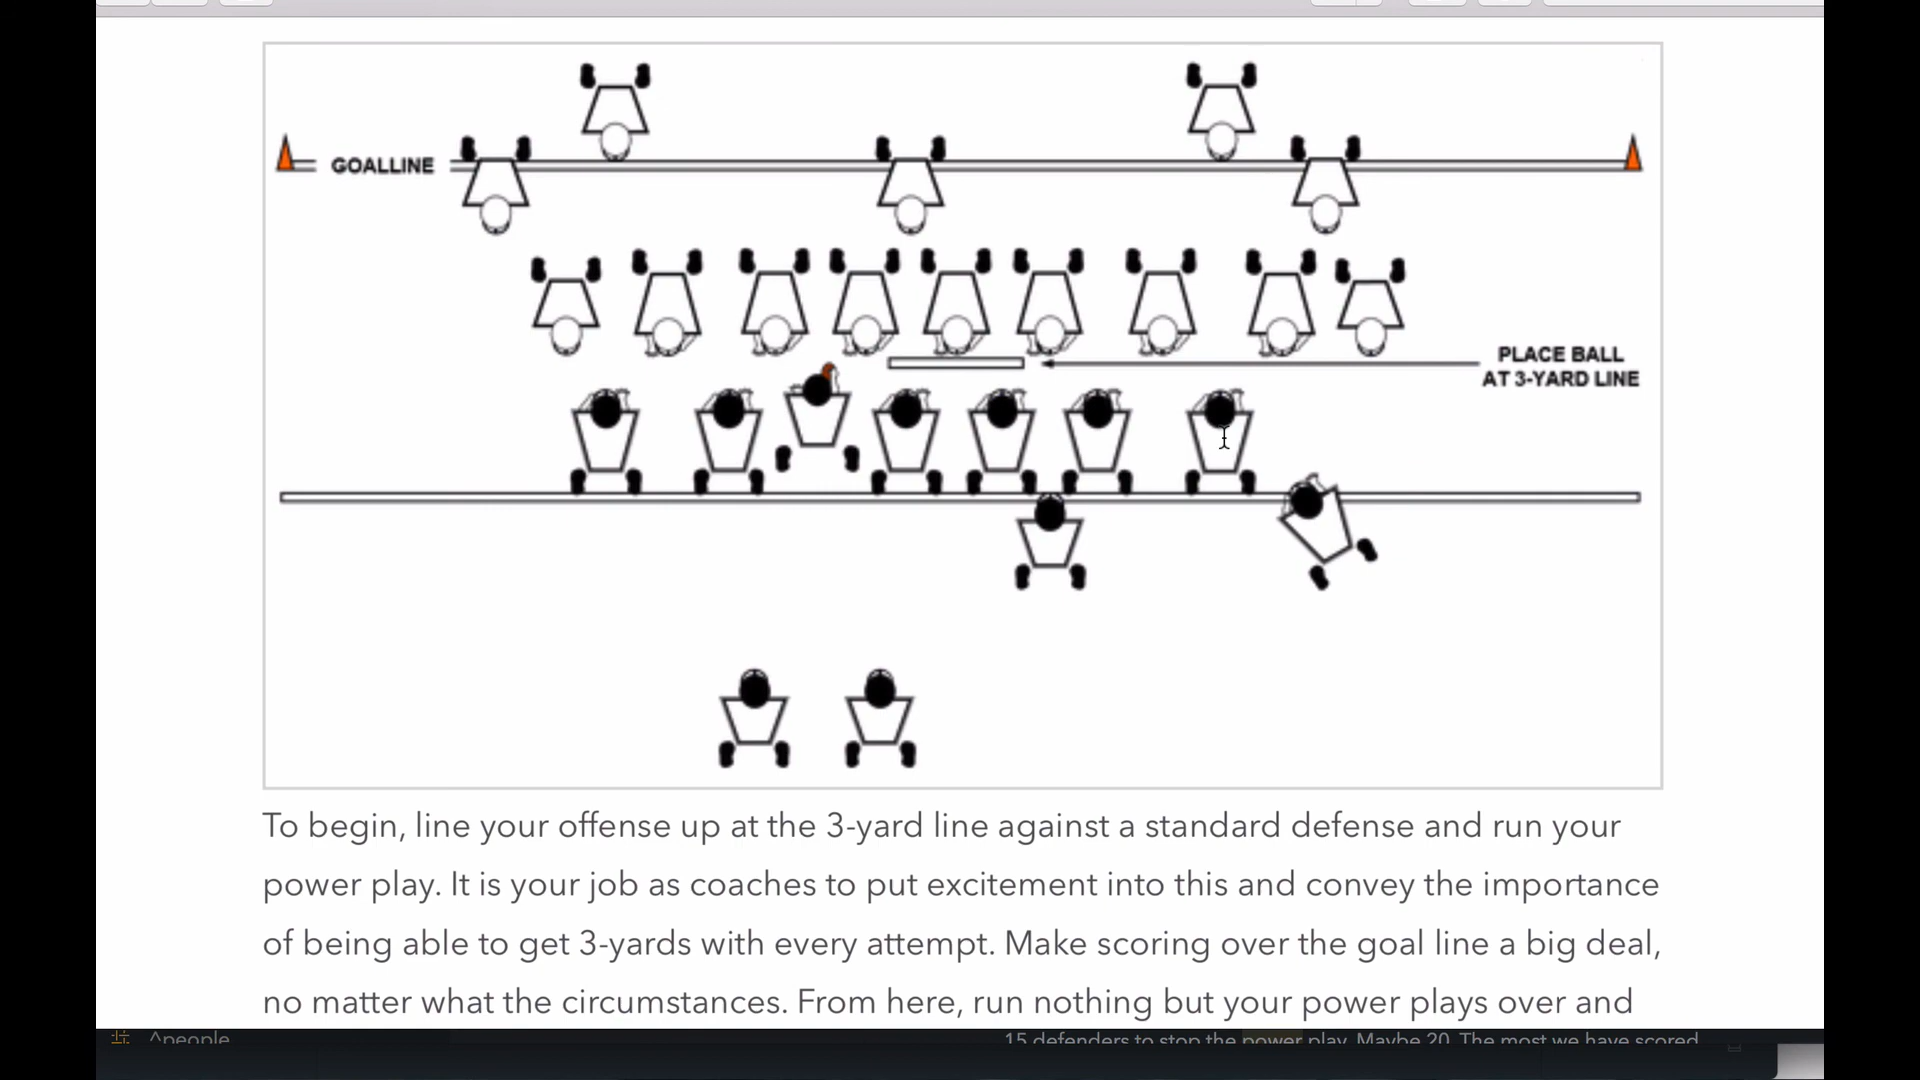 GOALLINE
PLACE BALL
AT 3-YARD LINE
To begin, line your offense up at the 3-yard line against a standard defense and run your
power play. It is your job as coaches to put excitement into this and convey the importance
of being able to get 3-yards with every attempt. Make scoring over the goal line a big deal,
no matter what the circumstances. From here, run nothing but your power plays over and
^people
15 defenders to stop the power play. Maybe 20. The most we have scored